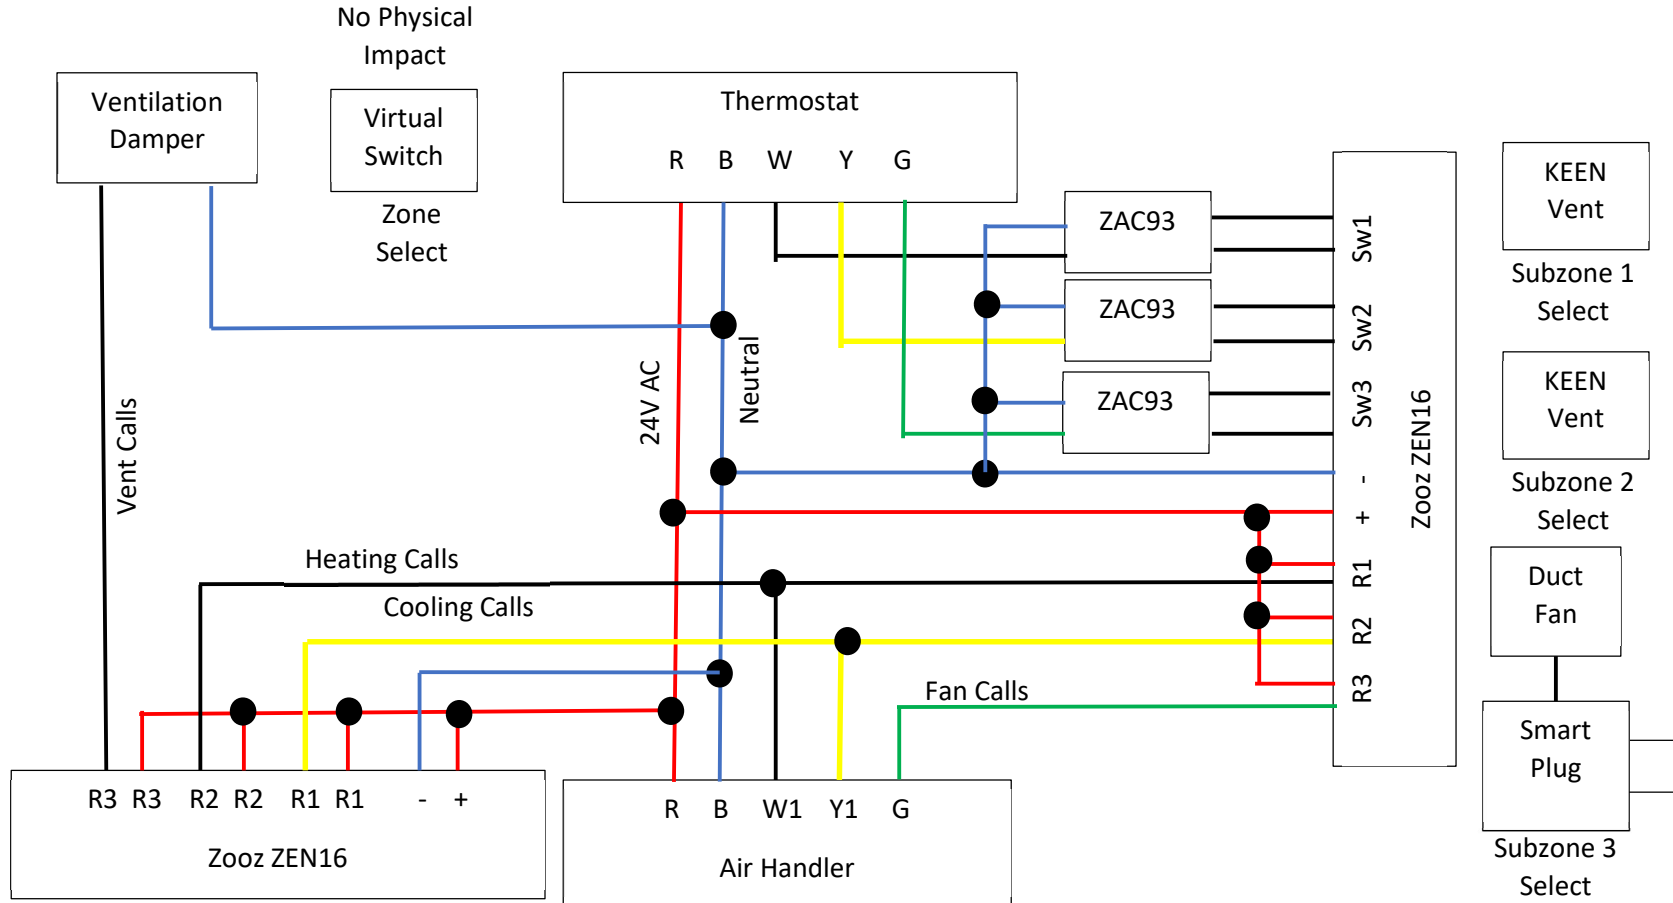 No Physical
Impact
Ventilation
Damper
Virtual
Switch
Zone
Select
Thermostat
R B W Y G
ZAC93
ZAC93
ZAC93
Sw1
Sw2
Sw3
-
+
R1
R2
R3
Zooz ZEN16
KEEN
Vent
Subzone 1
Select
KEEN
Vent
Subzone 2
Select
Duct
Fan
Smart
Plug
Subzone 3
Select
24V AC
Neutral
Vent Calls
Heating Calls
Cooling Calls
Fan Calls
R3 R3 R2 R2 R1 R1 - +
Zooz ZEN16
R B W1 Y1 G
Air Handler